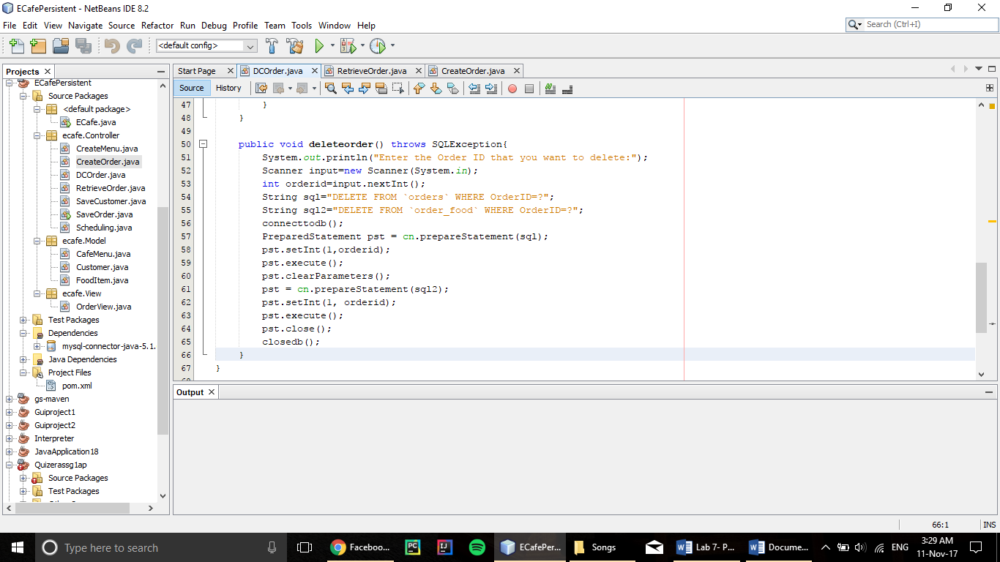 ECafePersistent - NetBeans IDE 8.2
File Edit View Navigate Source Refactor Run Debug Profile Team Tools Window Help
Search (Ctrl+I)
<default config>
Projects
ECafePersistent
Source Packages
<default package>
ECafe.java
ecafe.Controller
CreateMenu.java
CreateOrder.java
DCOrder.java
RetrieveOrder.java
SaveCustomer.java
SaveOrder.java
Scheduling.java
ecafe.Model
CafeMenu.java
Customer.java
FoodItem.java
ecafe.View
OrderView.java
Test Packages
Dependencies
mysql-connector-java-5.1.
Java Dependencies
Project Files
pom.xml
gs-maven
Guiproject1
Guiproject2
Interpreter
JavaApplication18
Quizerassg1ap
Source Packages
Test Packages
Start Page DCOrder.java RetrieveOrder.java CreateOrder.java
Source History
47 }
48 }
49
50 public void deleteorder() throws SQLException{
51 System.out.println("Enter the Order ID that you want to delete:");
52 Scanner input=new Scanner(System.in);
53 int orderid=input.nextInt();
54 String sql="DELETE FROM `orders` WHERE OrderID=?";
55 String sql2="DELETE FROM `order_food` WHERE OrderID=?";
56 connecttodb();
57 PreparedStatement pst = cn.prepareStatement(sql);
58 pst.setInt(1,orderid);
59 pst.execute();
60 pst.clearParameters();
61 pst = cn.prepareStatement(sql2);
62 pst.setInt(1, orderid);
63 pst.execute();
64 pst.close();
65 closedb();
66 }
67 }
Output
66:1 INS
Type here to search
Faceboo...
PC
IJ
ECafePer...
Songs
Lab 7- P...
Docume...
ENG
3:29 AM
11-Nov-17